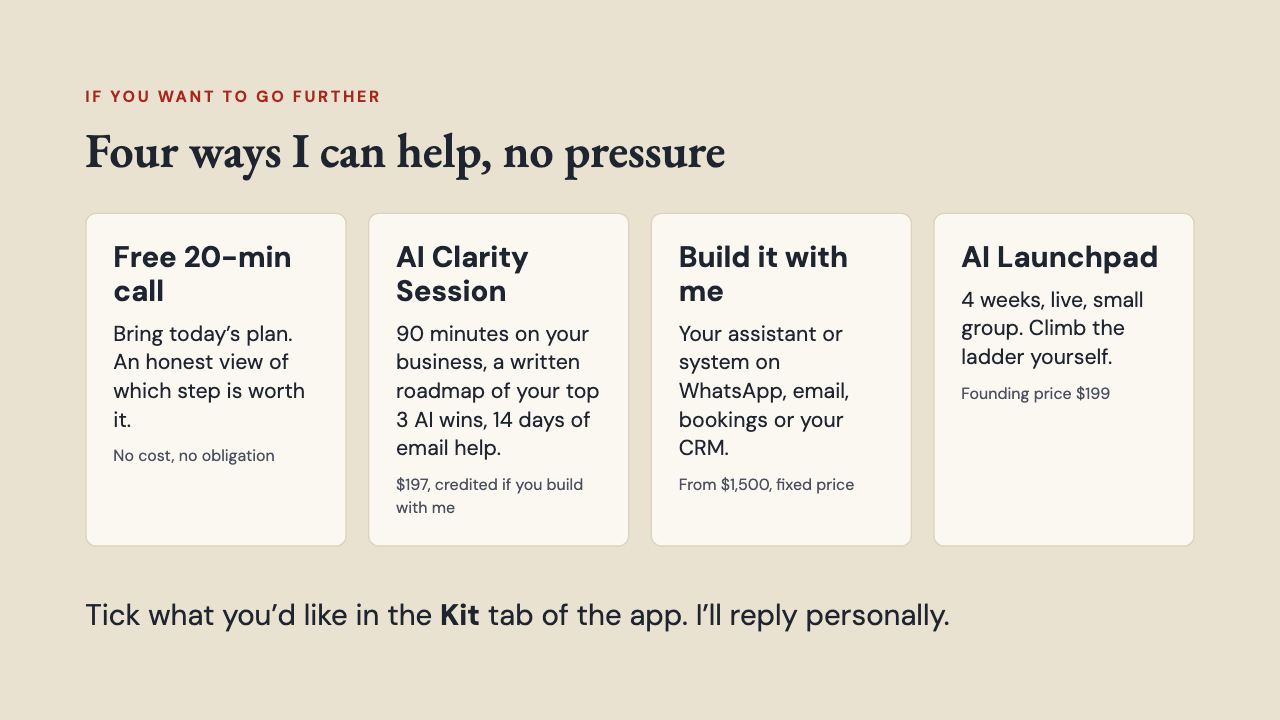 IF YOU WANT TO GO FURTHER
Four ways I can help, no pressure
Free 20-min
call
Bring today’s plan.
An honest view of
which step is worth
it.
No cost, no obligation
AI Clarity
Session
90 minutes on your
business, a written
roadmap of your top
3 AI wins, 14 days of
email help.
$197, credited if you build
with me
Build it with
me
Your assistant or
system on
WhatsApp, email,
bookings or your
CRM.
From $1,500, fixed price
AI Launchpad
4 weeks, live, small
group. Climb the
ladder yourself.
Founding price $199
Tick what you’d like in the Kit tab of the app. I’ll reply personally.